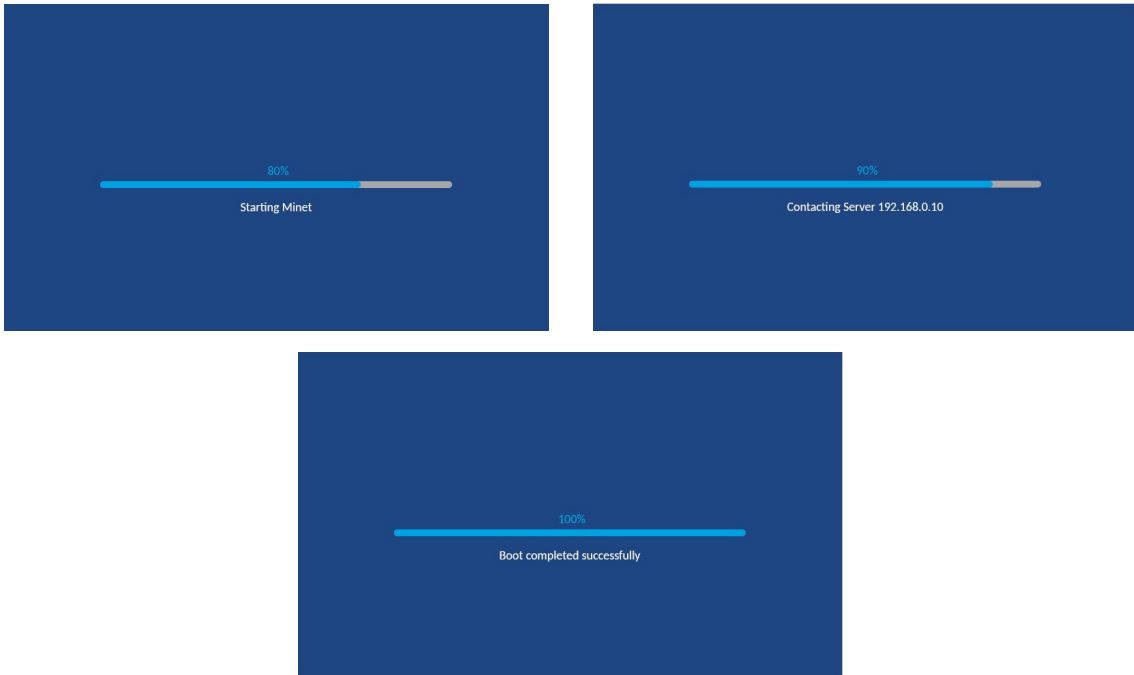 80%
Starting Minet
90%
Contacting Server 192.168.0.10
100%
Boot completed successfully